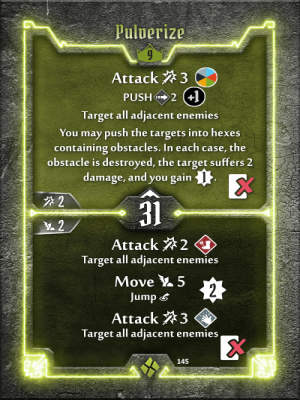 Pulverize
9
Attack 3
PUSH 2 +1
Target all adjacent enemies
You may push the targets into hexes
containing obstacles. In each case, the
obstacle is destroyed, the target suffers 2
damage, and you gain 1.
2
31
2
Attack 2
Target all adjacent enemies
Move 5
Jump
2
Attack 3
Target all adjacent enemies
145